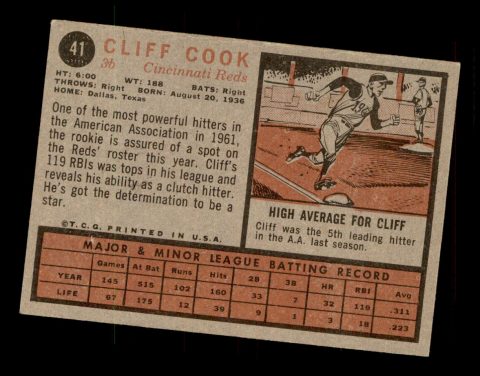 41
CLIFF COOK
3b Cincinnati Reds
HT: 6:00 WT: 188 BATS: Right
THROWS: Right BORN: August 20, 1936
HOME: Dallas, Texas
One of the most powerful hitters in
the American Association in 1961,
the rookie is assured of a spot on
the Reds' roster this year. Cliff's
119 RBIs was tops in his league and
reveals his ability as a clutch hitter.
He's got the determination to be a
star.
©T.C.G. PRINTED IN U.S.A.
19
HIGH AVERAGE FOR CLIFF
Cliff was the 5th leading hitter
in the A.A. last season.
MAJOR & MINOR LEAGUE BATTING RECORD
Games At Bat Runs Hits 2B 3B HR RBI Avg.
YEAR 145 515 102 160 33 7 32 119 .311
LIFE 67 175 12 39 9 1 3 18 .223